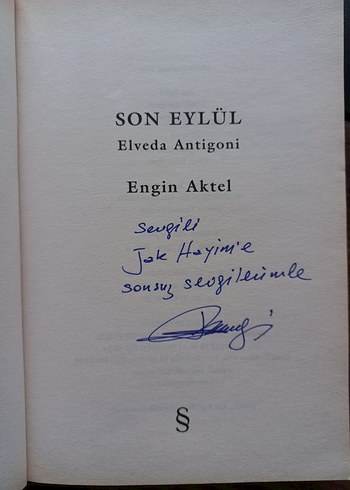 SON EYLÜL
Elveda Antigoni
Engin Aktel
Sevgili
Jak Hayim'e
sonsuz sevgilerimle
§